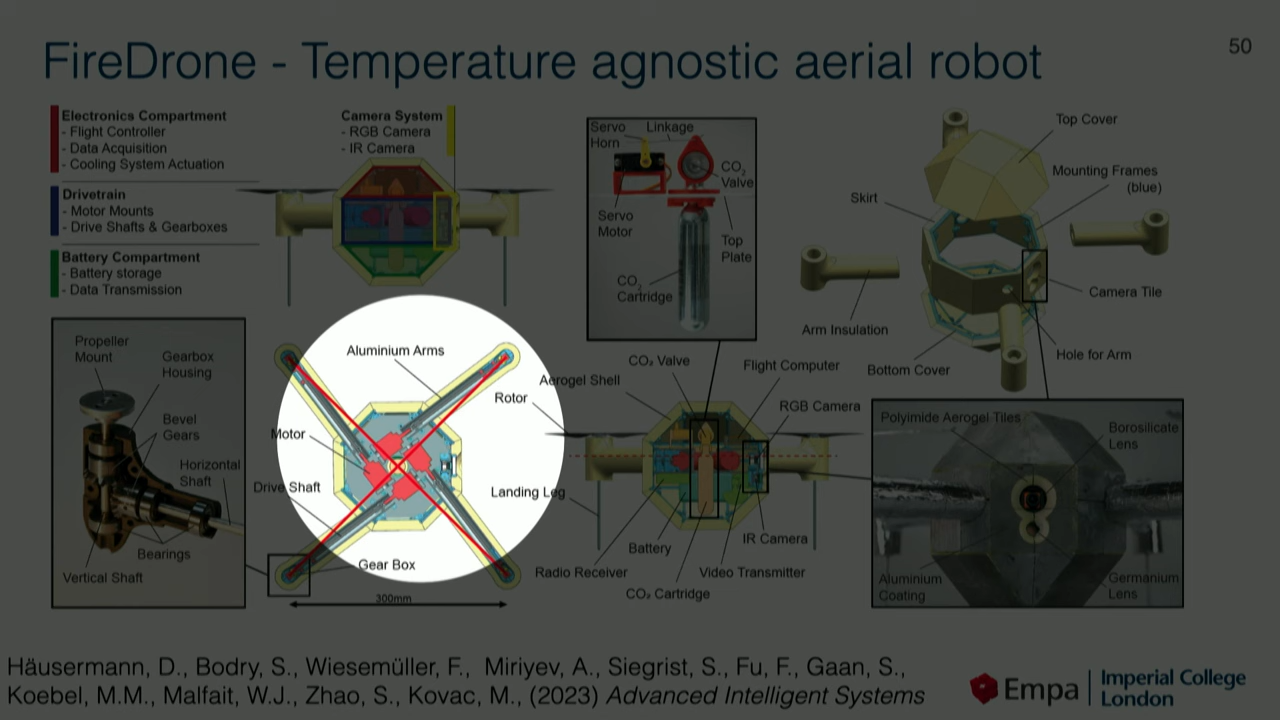 FireDrone - Temperature agnostic aerial robot
50
Electronics Compartment
- Flight Controller
- Data Acquisition
- Cooling System Actuation
Drivetrain
- Motor Mounts
- Drive Shafts & Gearboxes
Battery Compartment
- Battery storage
- Data Transmission
Camera System
- RGB Camera
- IR Camera
Servo
Horn
Linkage
CO₂
Valve
Servo
Motor
Top
Plate
CO₂
Cartridge
Top Cover
Mounting Frames
(blue)
Skirt
Camera Tile
Arm Insulation
Hole for Arm
Bottom Cover
Propeller
Mount
Gearbox
Housing
Bevel
Gears
Horizontal
Shaft
Bearings
Vertical Shaft
Aluminium Arms
Motor
Drive Shaft
Gear Box
300mm
CO₂ Valve
Flight Computer
Aerogel Shell
Rotor
RGB Camera
Landing Leg
IR Camera
Battery
Radio Receiver
Video Transmitter
CO₂ Cartridge
Polyimide Aerogel Tiles
Borosilicate
Lens
Aluminium
Coating
Germanium
Lens
Häusermann, D., Bodry, S., Wiesemüller, F., Miriyev, A., Siegrist, S., Fu, F., Gaan, S.,
Koebel, M.M., Malfait, W.J., Zhao, S., Kovac, M., (2023) Advanced Intelligent Systems
Empa
Imperial College
London